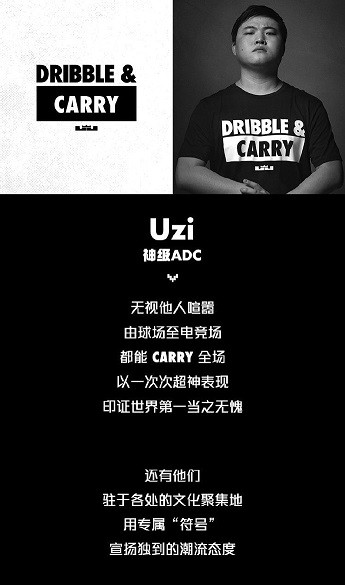 DRIBBLE &
CARRY
DRIBBLE &
CARRY
Uzi
神级ADC
无视他人喧嚣
由球场至电竞场
都能 CARRY 全场
以一次次超神表现
印证世界第一当之无愧
还有他们
驻于各处的文化聚集地
用专属“符号”
宣扬独到的潮流态度